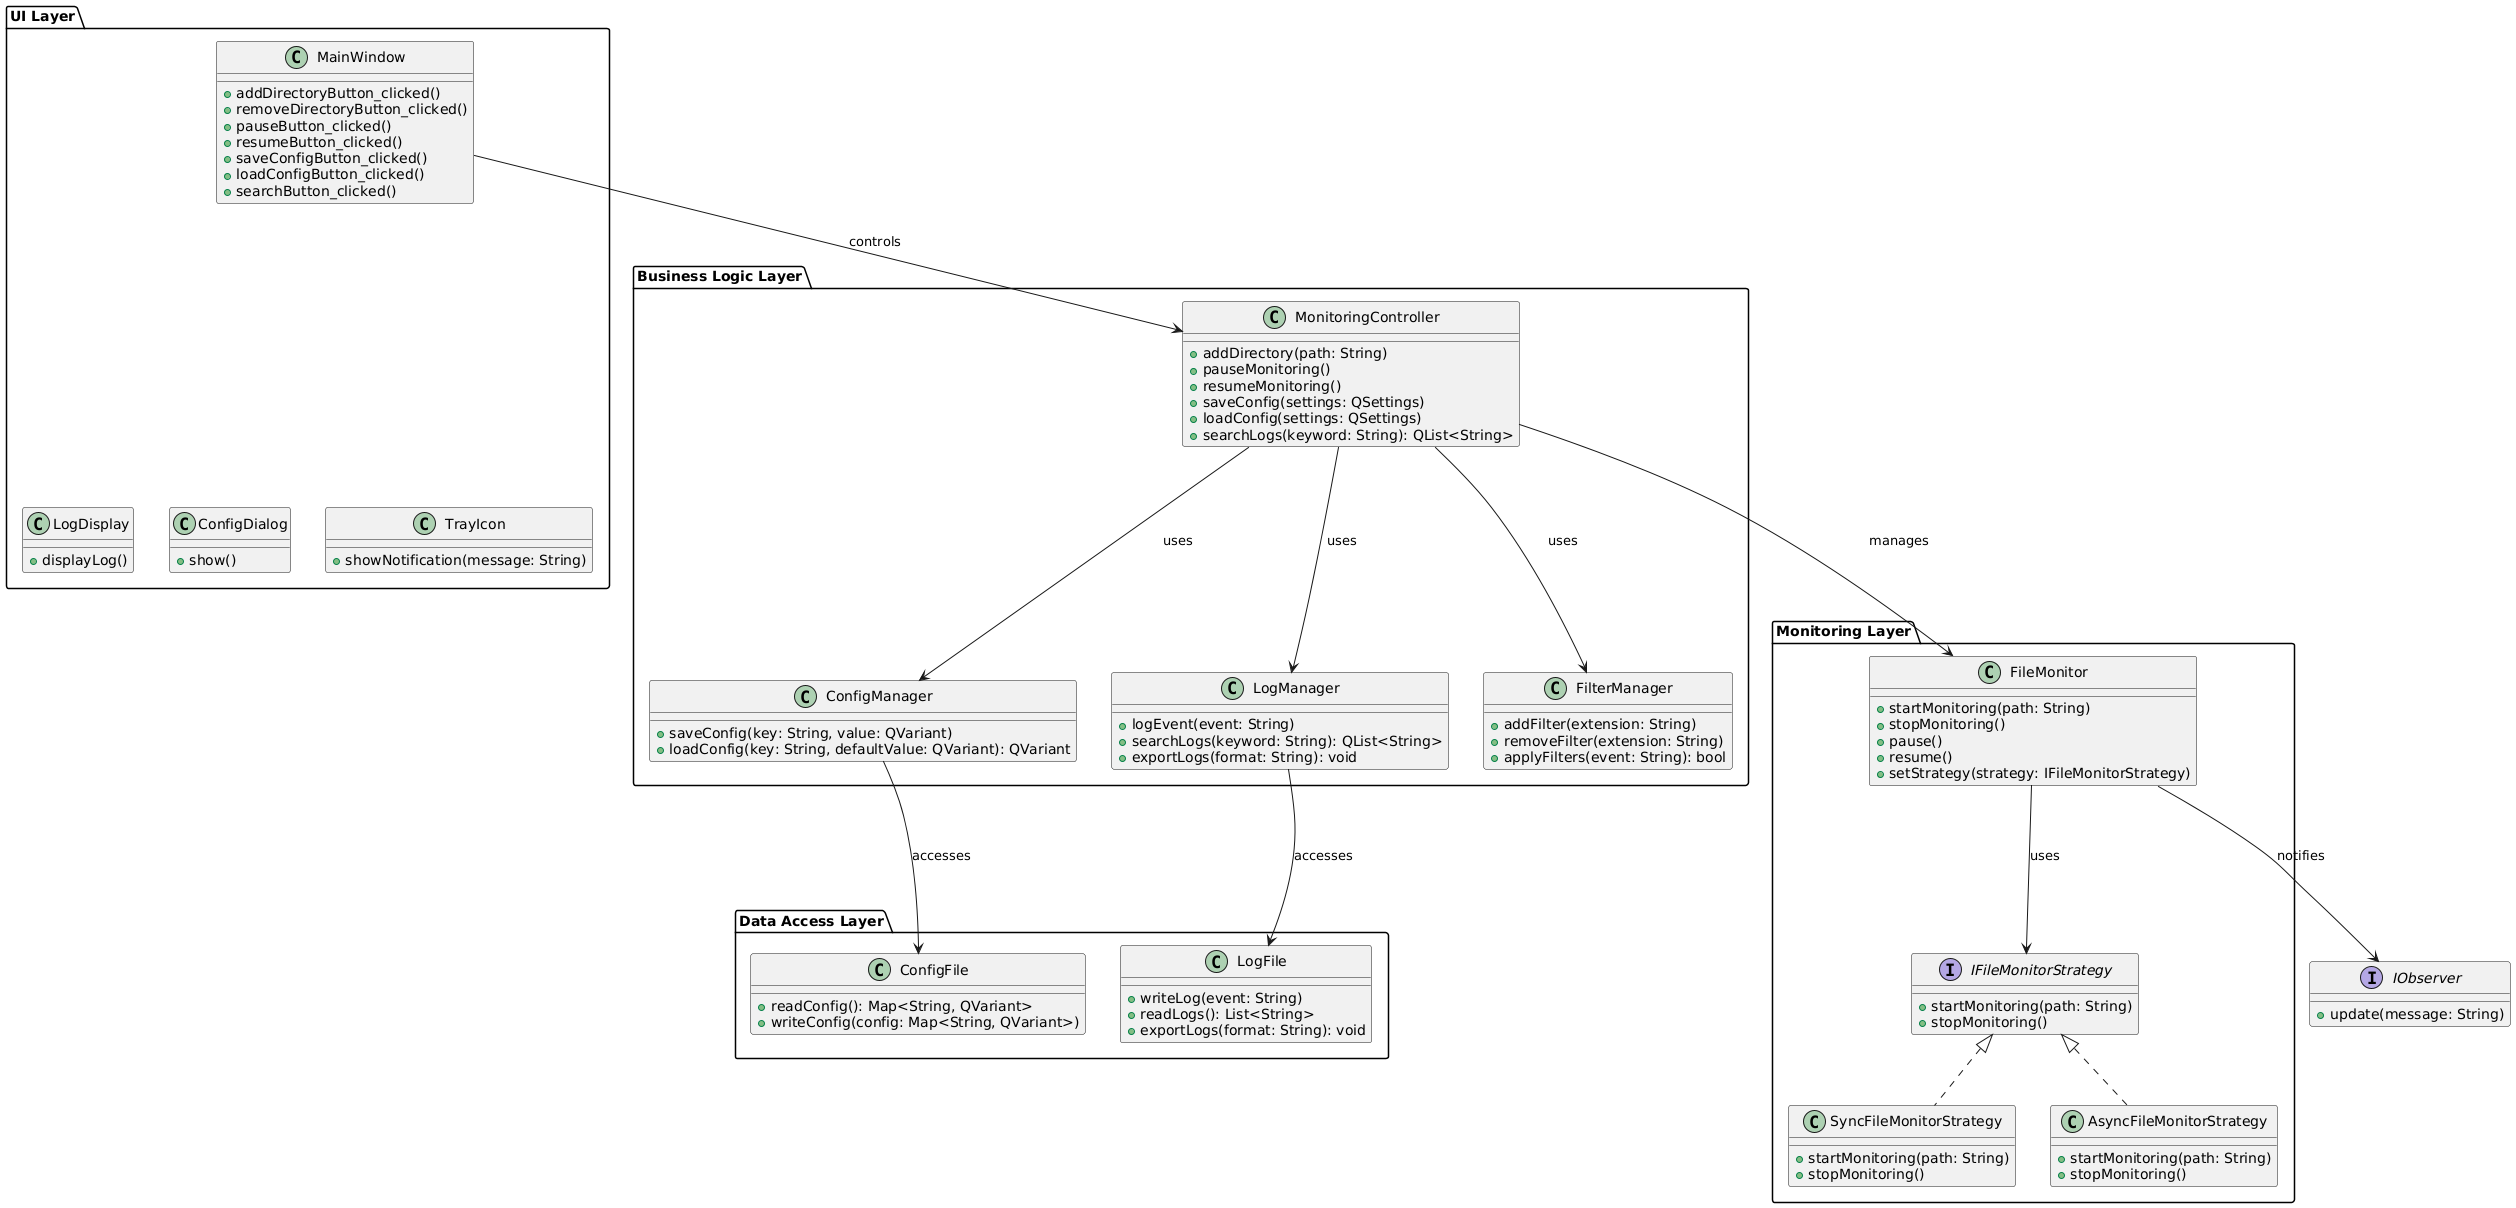 UI Layer
C MainWindow
addDirectoryButton_clicked()
removeDirectoryButton_clicked()
pauseButton_clicked()
resumeButton_clicked()
saveConfigButton_clicked()
loadConfigButton_clicked()
searchButton_clicked()
controls
C LogDisplay
displayLog()
C ConfigDialog
show()
C TrayIcon
showNotification(message: String)
Business Logic Layer
C MonitoringController
addDirectory(path: String)
pauseMonitoring()
resumeMonitoring()
saveConfig(settings: QSettings)
loadConfig(settings: QSettings)
searchLogs(keyword: String): QList<String>
uses
uses
uses
manages
C ConfigManager
saveConfig(key: String, value: QVariant)
loadConfig(key: String, defaultValue: QVariant): QVariant
C LogManager
logEvent(event: String)
searchLogs(keyword: String): QList<String>
exportLogs(format: String): void
C FilterManager
addFilter(extension: String)
removeFilter(extension: String)
applyFilters(event: String): bool
Monitoring Layer
C FileMonitor
startMonitoring(path: String)
stopMonitoring()
pause()
resume()
setStrategy(strategy: IFileMonitorStrategy)
accesses
accesses
uses
notifies
Data Access Layer
C ConfigFile
readConfig(): Map<String, QVariant>
writeConfig(config: Map<String, QVariant>)
C LogFile
writeLog(event: String)
readLogs(): List<String>
exportLogs(format: String): void
I IFileMonitorStrategy
startMonitoring(path: String)
stopMonitoring()
I IObserver
update(message: String)
C SyncFileMonitorStrategy
startMonitoring(path: String)
stopMonitoring()
C AsyncFileMonitorStrategy
startMonitoring(path: String)
stopMonitoring()